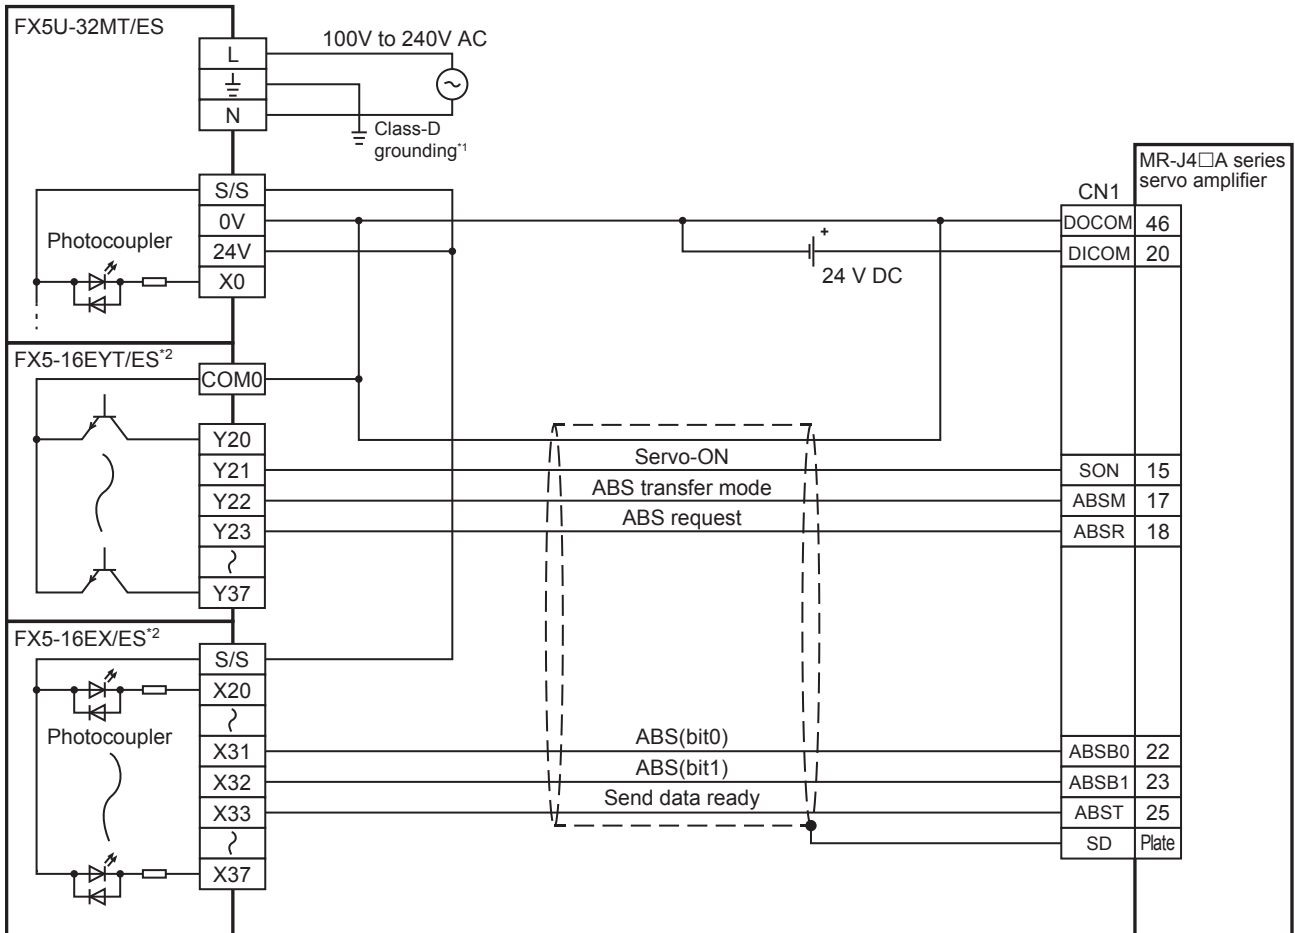 FX5U-32MT/ES
L
N
100V to 240V AC
Class-D
grounding*1
S/S
0V
24V
X0
Photocoupler
+
24 V DC
CN1
MR-J4□A series
servo amplifier
DOCOM 46
DICOM 20
FX5-16EYT/ES*2
COM0
Y20
Y21
Y22
Y23
Y37
Servo-ON
ABS transfer mode
ABS request
SON 15
ABSM 17
ABSR 18
FX5-16EX/ES*2
S/S
X20
Photocoupler
X31
X32
X33
X37
ABS(bit0)
ABS(bit1)
Send data ready
ABSB0 22
ABSB1 23
ABST 25
SD Plate